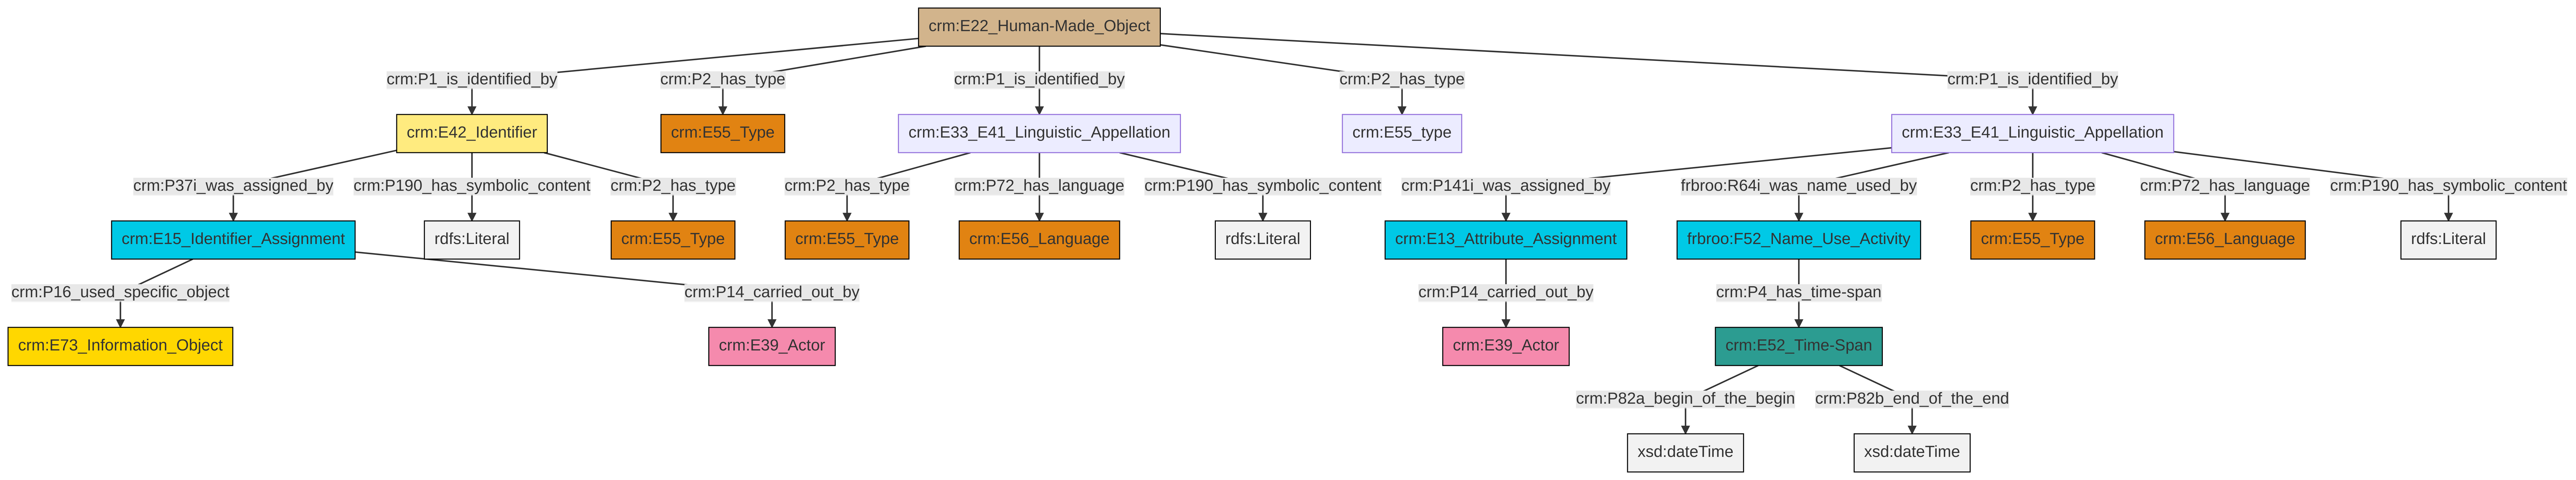 crm:E22_Human-Made_Object
crm:P1_is_identified_by
crm:P2_has_type
crm:P1_is_identified_by
crm:P2_has_type
crm:P1_is_identified_by
crm:E42_Identifier
crm:E55_Type
crm:E33_E41_Linguistic_Appellation
crm:E55_type
crm:E33_E41_Linguistic_Appellation
crm:P37i_was_assigned_by
crm:P190_has_symbolic_content
crm:P2_has_type
crm:P2_has_type
crm:P72_has_language
crm:P190_has_symbolic_content
crm:P141i_was_assigned_by
frbroo:R64i_was_name_used_by
crm:P2_has_type
crm:P72_has_language
crm:P190_has_symbolic_content
crm:E15_Identifier_Assignment
rdfs:Literal
crm:E55_Type
crm:E55_Type
crm:E56_Language
rdfs:Literal
crm:E13_Attribute_Assignment
frbroo:F52_Name_Use_Activity
crm:E55_Type
crm:E56_Language
rdfs:Literal
crm:P16_used_specific_object
crm:P14_carried_out_by
crm:P14_carried_out_by
crm:P4_has_time-span
crm:E73_Information_Object
crm:E39_Actor
crm:E39_Actor
crm:E52_Time-Span
crm:P82a_begin_of_the_begin
crm:P82b_end_of_the_end
xsd:dateTime
xsd:dateTime